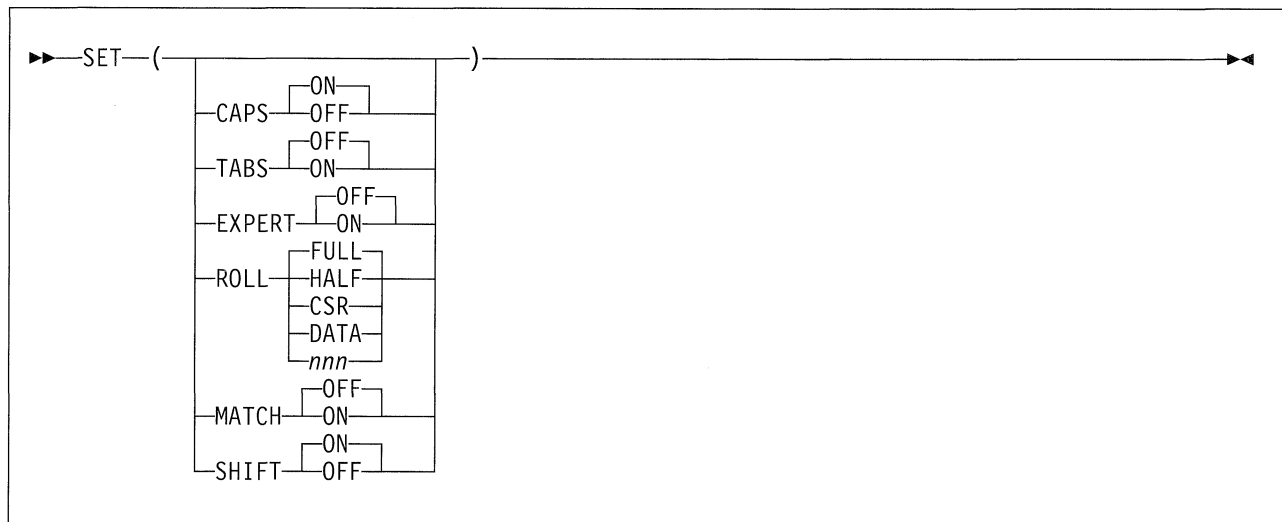 SET ( )
ON
CAPS OFF
OFF
TABS ON
OFF
EXPERT ON
FULL
ROLL HALF
CSR
DATA
nnn
OFF
MATCH ON
ON
SHIFT OFF